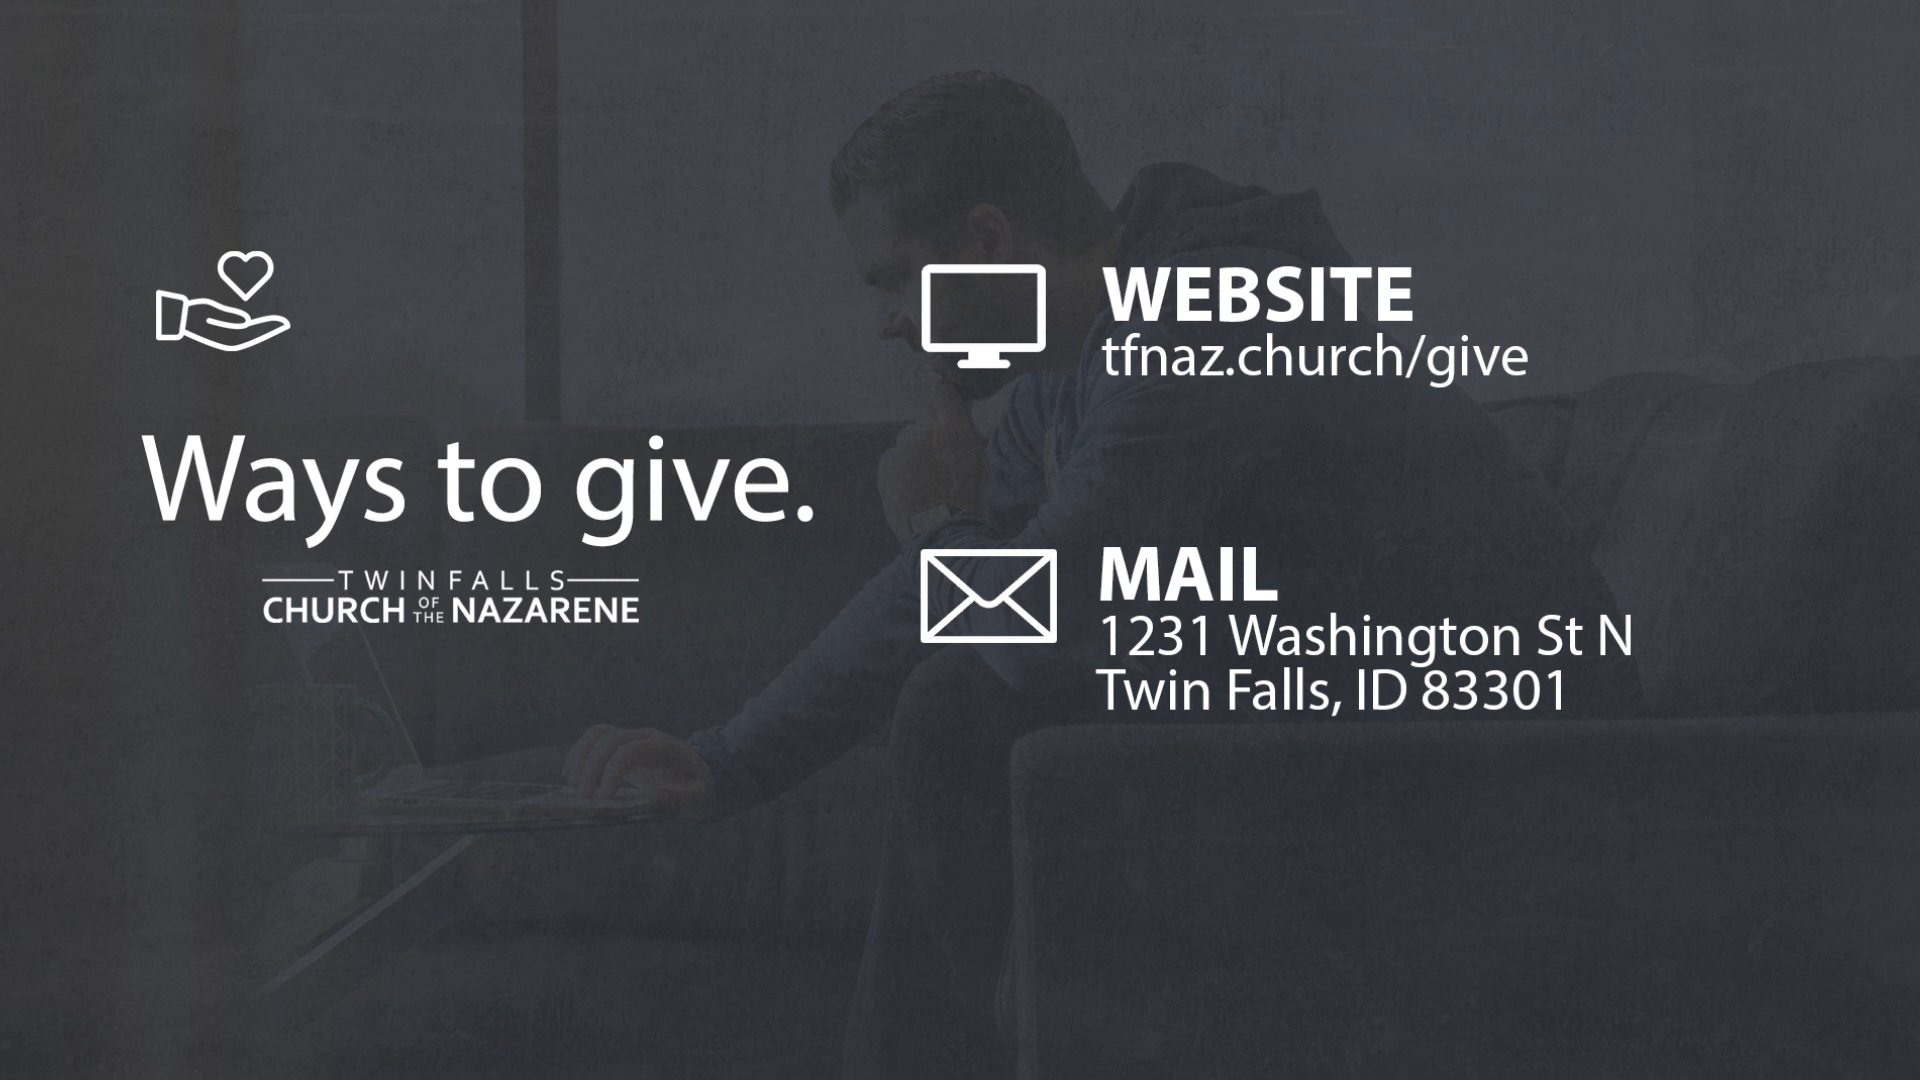 Ways to give.
TWIN FALLS
CHURCH OF THE NAZARENE
WEBSITE
tfnaz.church/give
MAIL
1231 Washington St N
Twin Falls, ID 83301